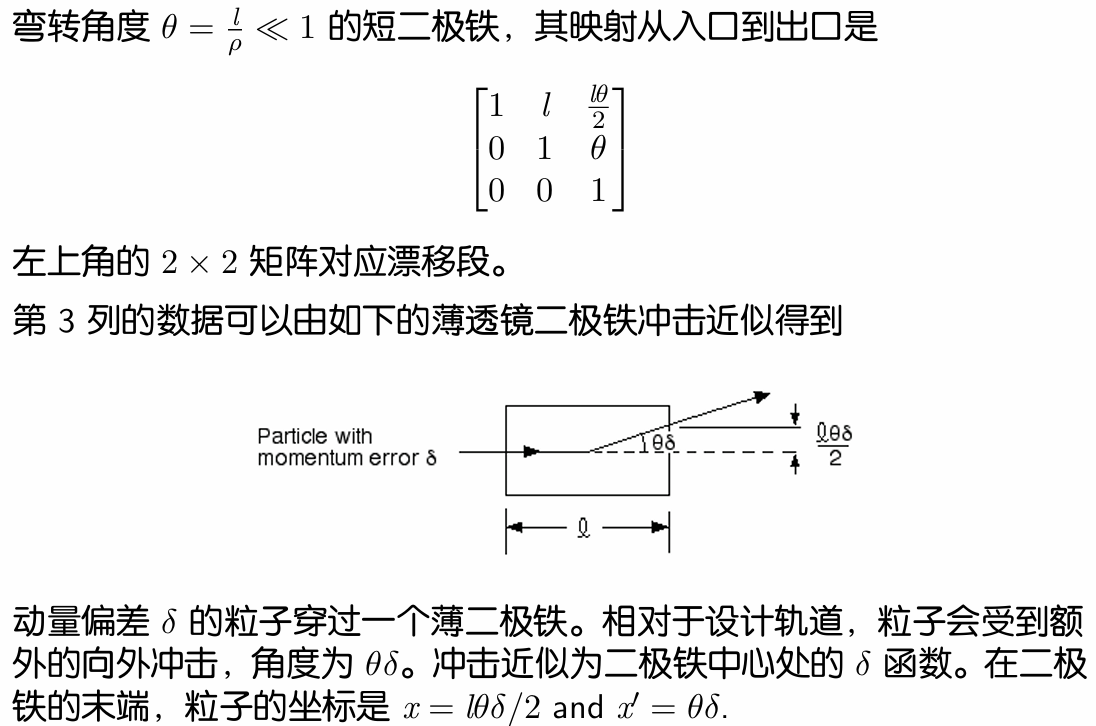 弯转角度 θ = l/ρ ≪ 1 的短二极铁，其映射从入口到出口是
1 l lθ/2
0 1 θ
0 0 1
左上角的 2 × 2 矩阵对应漂移段。
第 3 列的数据可以由如下的薄透镜二极铁冲击近似得到
Particle with
momentum error δ
θδ
ℓθδ/2
ℓ
动量偏差 δ 的粒子穿过一个薄二极铁。相对于设计轨道，粒子会受到额
外的向外冲击，角度为 θδ。冲击近似为二极铁中心处的 δ 函数。在二极
铁的末端，粒子的坐标是 x = lθδ/2 and x′ = θδ.